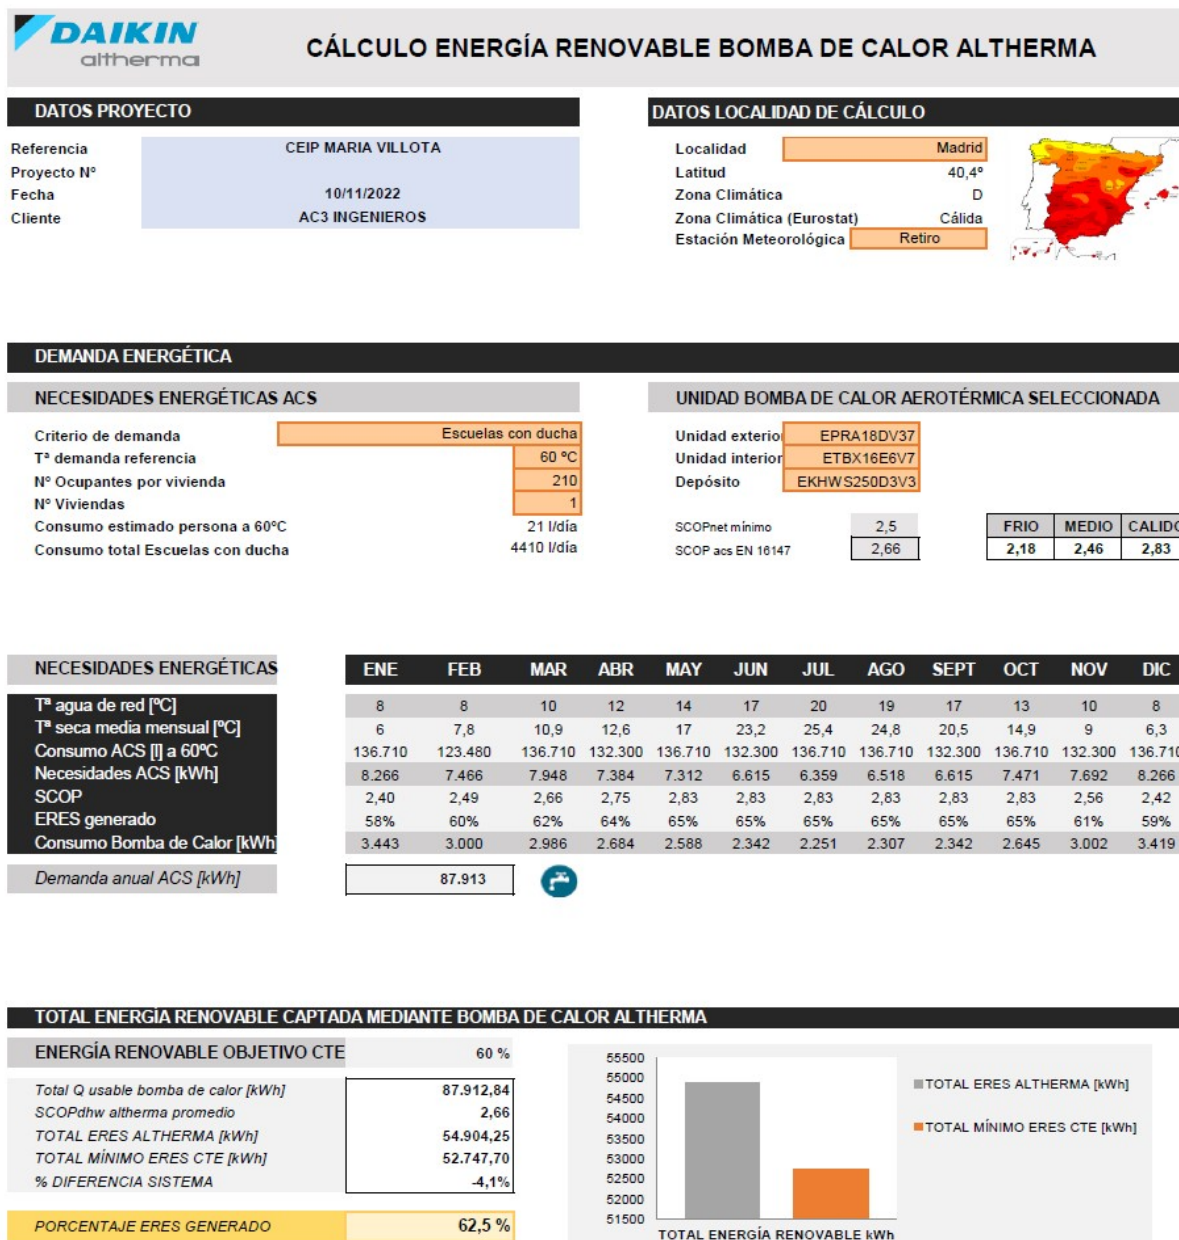 DAIKIN
altherma
CÁLCULO ENERGÍA RENOVABLE BOMBA DE CALOR ALTHERMA
DATOS PROYECTO
Referencia CEIP MARIA VILLOTA
Proyecto Nº
Fecha 10/11/2022
Cliente AC3 INGENIEROS
DATOS LOCALIDAD DE CÁLCULO
Localidad Madrid
Latitud 40,4º
Zona Climática D
Zona Climática (Eurostat) Cálida
Estación Meteorológica Retiro
DEMANDA ENERGÉTICA
NECESIDADES ENERGÉTICAS ACS
Criterio de demanda Escuelas con ducha
Tª demanda referencia 60 ºC
Nº Ocupantes por vivienda 210
Nº Viviendas 1
Consumo estimado persona a 60ºC 21 l/día
Consumo total Escuelas con ducha 4410 l/día
UNIDAD BOMBA DE CALOR AEROTÉRMICA SELECCIONADA
Unidad exterio EPRA18DV37
Unidad interior ETBX16E6V7
Depósito EKHWS250D3V3
SCOPnet mínimo 2,5 FRIO MEDIO CALIDO
SCOP acs EN 16147 2,66 2,18 2,46 2,83
NECESIDADES ENERGÉTICAS ENE FEB MAR ABR MAY JUN JUL AGO SEPT OCT NOV DIC
Tª agua de red [ºC] 8 8 10 12 14 17 20 19 17 13 10 8
Tª seca media mensual [ºC] 6 7,8 10,9 12,6 17 23,2 25,4 24,8 20,5 14,9 9 6,3
Consumo ACS [l] a 60ºC 136.710 123.480 136.710 132.300 136.710 132.300 136.710 136.710 132.300 136.710 132.300 136.710
Necesidades ACS [kWh] 8.266 7.466 7.948 7.384 7.312 6.615 6.359 6.518 6.615 7.471 7.692 8.266
SCOP 2,40 2,49 2,66 2,75 2,83 2,83 2,83 2,83 2,83 2,83 2,56 2,42
ERES generado 58% 60% 62% 64% 65% 65% 65% 65% 65% 65% 61% 59%
Consumo Bomba de Calor [kWh] 3.443 3.000 2.986 2.684 2.588 2.342 2.251 2.307 2.342 2.645 3.002 3.419
Demanda anual ACS [kWh] 87.913
TOTAL ENERGÍA RENOVABLE CAPTADA MEDIANTE BOMBA DE CALOR ALTHERMA
ENERGÍA RENOVABLE OBJETIVO CTE 60 %
Total Q usable bomba de calor [kWh] 87.912,84
SCOPdhw altherma promedio 2,66
TOTAL ERES ALTHERMA [kWh] 54.904,25
TOTAL MÍNIMO ERES CTE [kWh] 52.747,70
% DIFERENCIA SISTEMA -4,1%
PORCENTAJE ERES GENERADO 62,5 %
55500
55000
54500
54000
53500
53000
52500
52000
51500
TOTAL ENERGÍA RENOVABLE kWh
TOTAL ERES ALTHERMA [kWh]
TOTAL MÍNIMO ERES CTE [kWh]